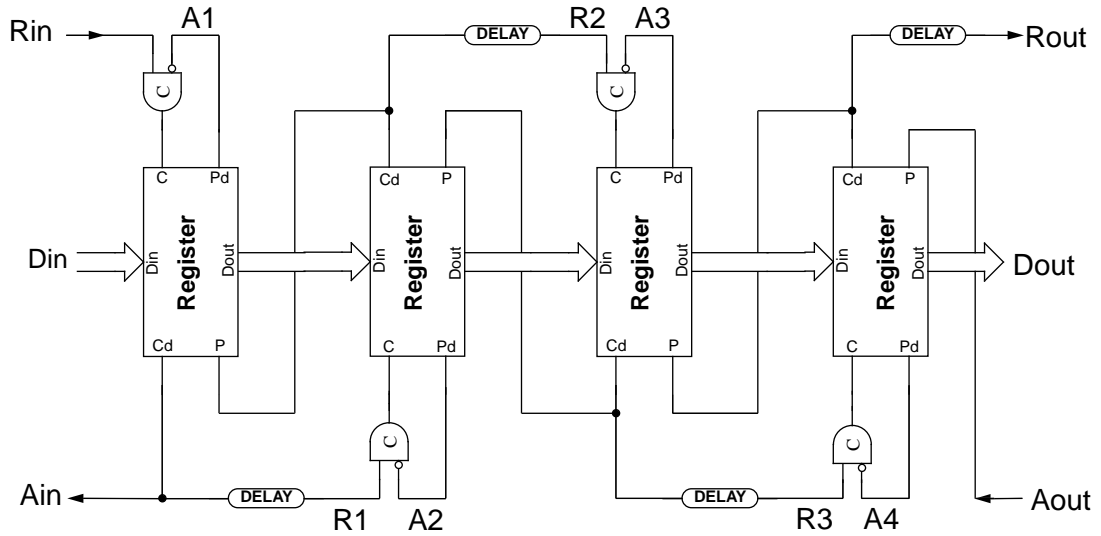 A1
R2
A3
Rin
DELAY
DELAY
Rout
C
C
C
Pd
Cd
P
C
Pd
Cd
P
Din
Din
Register
Dout
Din
Register
Dout
Din
Register
Dout
Din
Register
Dout
Dout
Cd
P
C
Pd
Cd
P
C
Pd
C
C
Ain
DELAY
DELAY
Aout
R1
A2
R3
A4